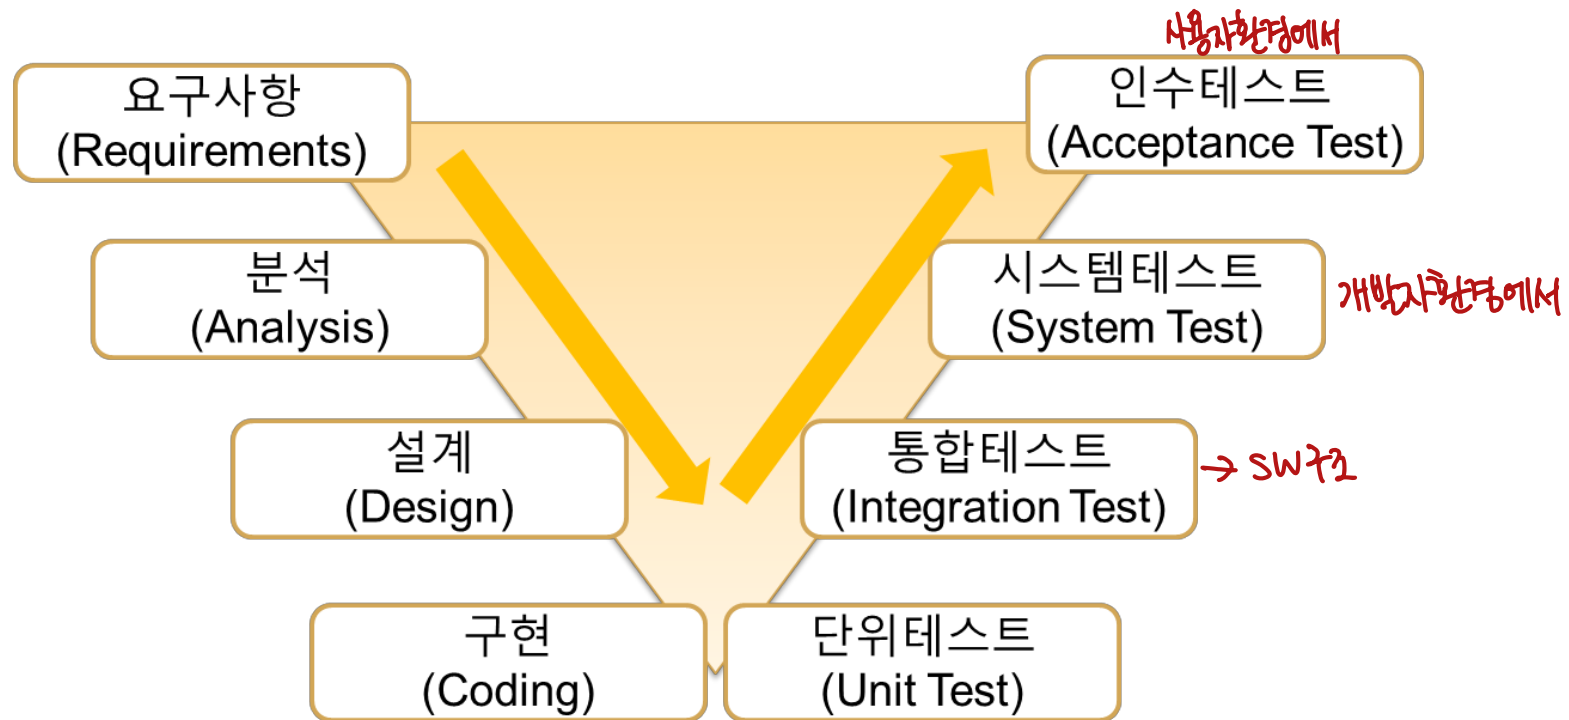 사용자환경에서
요구사항
(Requirements)
인수테스트
(Acceptance Test)
분석
(Analysis)
시스템테스트
(System Test)
개발자환경에서
설계
(Design)
통합테스트
(Integration Test)
→ SW구조
구현
(Coding)
단위테스트
(Unit Test)